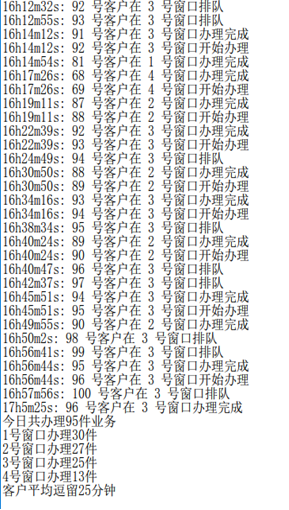 16h12m32s: 92 号客户在 3 号窗口排队
16h12m55s: 93 号客户在 3 号窗口排队
16h14m12s: 91 号客户在 3 号窗口办理完成
16h14m12s: 92 号客户在 3 号窗口开始办理
16h14m54s: 81 号客户在 1 号窗口办理完成
16h17m26s: 68 号客户在 4 号窗口办理完成
16h17m26s: 69 号客户在 4 号窗口开始办理
16h19m11s: 87 号客户在 2 号窗口办理完成
16h19m11s: 88 号客户在 2 号窗口开始办理
16h22m39s: 92 号客户在 3 号窗口办理完成
16h22m39s: 93 号客户在 3 号窗口开始办理
16h24m49s: 94 号客户在 3 号窗口排队
16h30m50s: 88 号客户在 2 号窗口办理完成
16h30m50s: 89 号客户在 2 号窗口开始办理
16h34m16s: 93 号客户在 3 号窗口办理完成
16h34m16s: 94 号客户在 3 号窗口开始办理
16h38m34s: 95 号客户在 3 号窗口排队
16h40m24s: 89 号客户在 2 号窗口办理完成
16h40m24s: 90 号客户在 2 号窗口开始办理
16h40m47s: 96 号客户在 3 号窗口排队
16h42m37s: 97 号客户在 3 号窗口排队
16h45m51s: 94 号客户在 3 号窗口办理完成
16h45m51s: 95 号客户在 3 号窗口开始办理
16h49m55s: 90 号客户在 2 号窗口办理完成
16h50m2s: 98 号客户在 3 号窗口排队
16h56m41s: 99 号客户在 3 号窗口排队
16h56m44s: 95 号客户在 3 号窗口办理完成
16h56m44s: 96 号客户在 3 号窗口开始办理
16h57m56s: 100 号客户在 3 号窗口排队
17h5m25s: 96 号客户在 3 号窗口办理完成
今日共办理95件业务
1号窗口办理30件
2号窗口办理27件
3号窗口办理25件
4号窗口办理13件
客户平均逗留25分钟